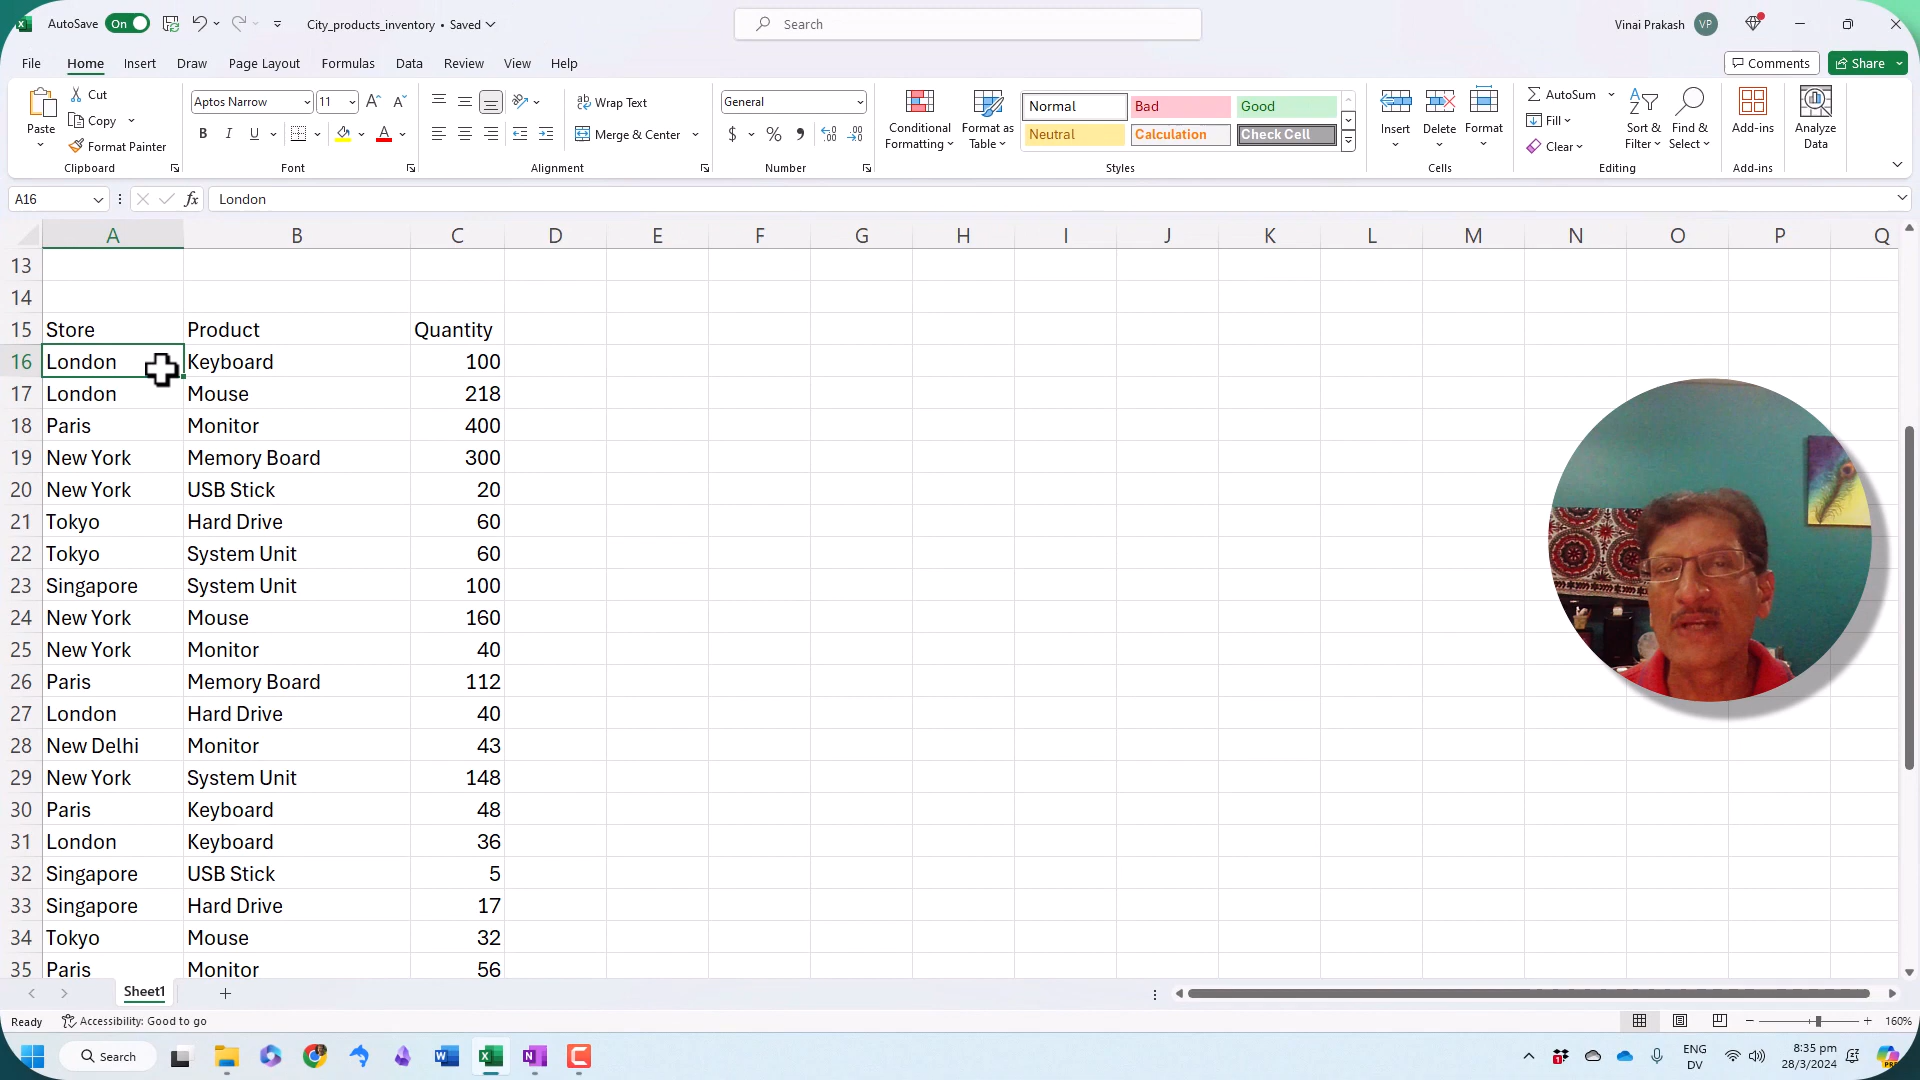 AutoSave On City_products_inventory • Saved Search Vinai Prakash VP
File Home Insert Draw Page Layout Formulas Data Review View Help Comments Share
Paste Cut Copy Format Painter Clipboard
Aptos Narrow 11 B I U A Font
ab Wrap Text Merge & Center Alignment
General $ % Number
Conditional Formatting Format as Table Normal Bad Good Neutral Calculation Check Cell Styles
Insert Delete Format Cells
AutoSum Fill Clear Sort & Filter Find & Select Editing
Add-ins Add-ins
Analyze Data
A16 fx London
A B C D E F G H I J K L M N O P Q
13
14
15 Store Product Quantity
16 London Keyboard 100
17 London Mouse 218
18 Paris Monitor 400
19 New York Memory Board 300
20 New York USB Stick 20
21 Tokyo Hard Drive 60
22 Tokyo System Unit 60
23 Singapore System Unit 100
24 New York Mouse 160
25 New York Monitor 40
26 Paris Memory Board 112
27 London Hard Drive 40
28 New Delhi Monitor 43
29 New York System Unit 148
30 Paris Keyboard 48
31 London Keyboard 36
32 Singapore USB Stick 5
33 Singapore Hard Drive 17
34 Tokyo Mouse 32
35 Paris Monitor 56
Sheet1
Ready Accessibility: Good to go 160%
Search ENG DV 8:35 pm 28/3/2024